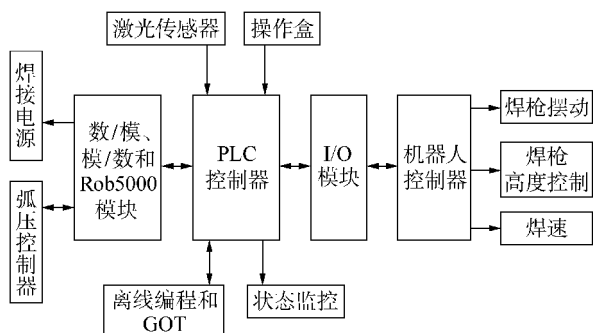 激光传感器
操作盒
焊接电源
弧压控制器
数/模、
模/数和
Rob5000
模块
PLC
控制器
I/O
模块
机器人
控制器
焊枪摆动
焊枪
高度控制
焊速
离线编程和
GOT
状态监控